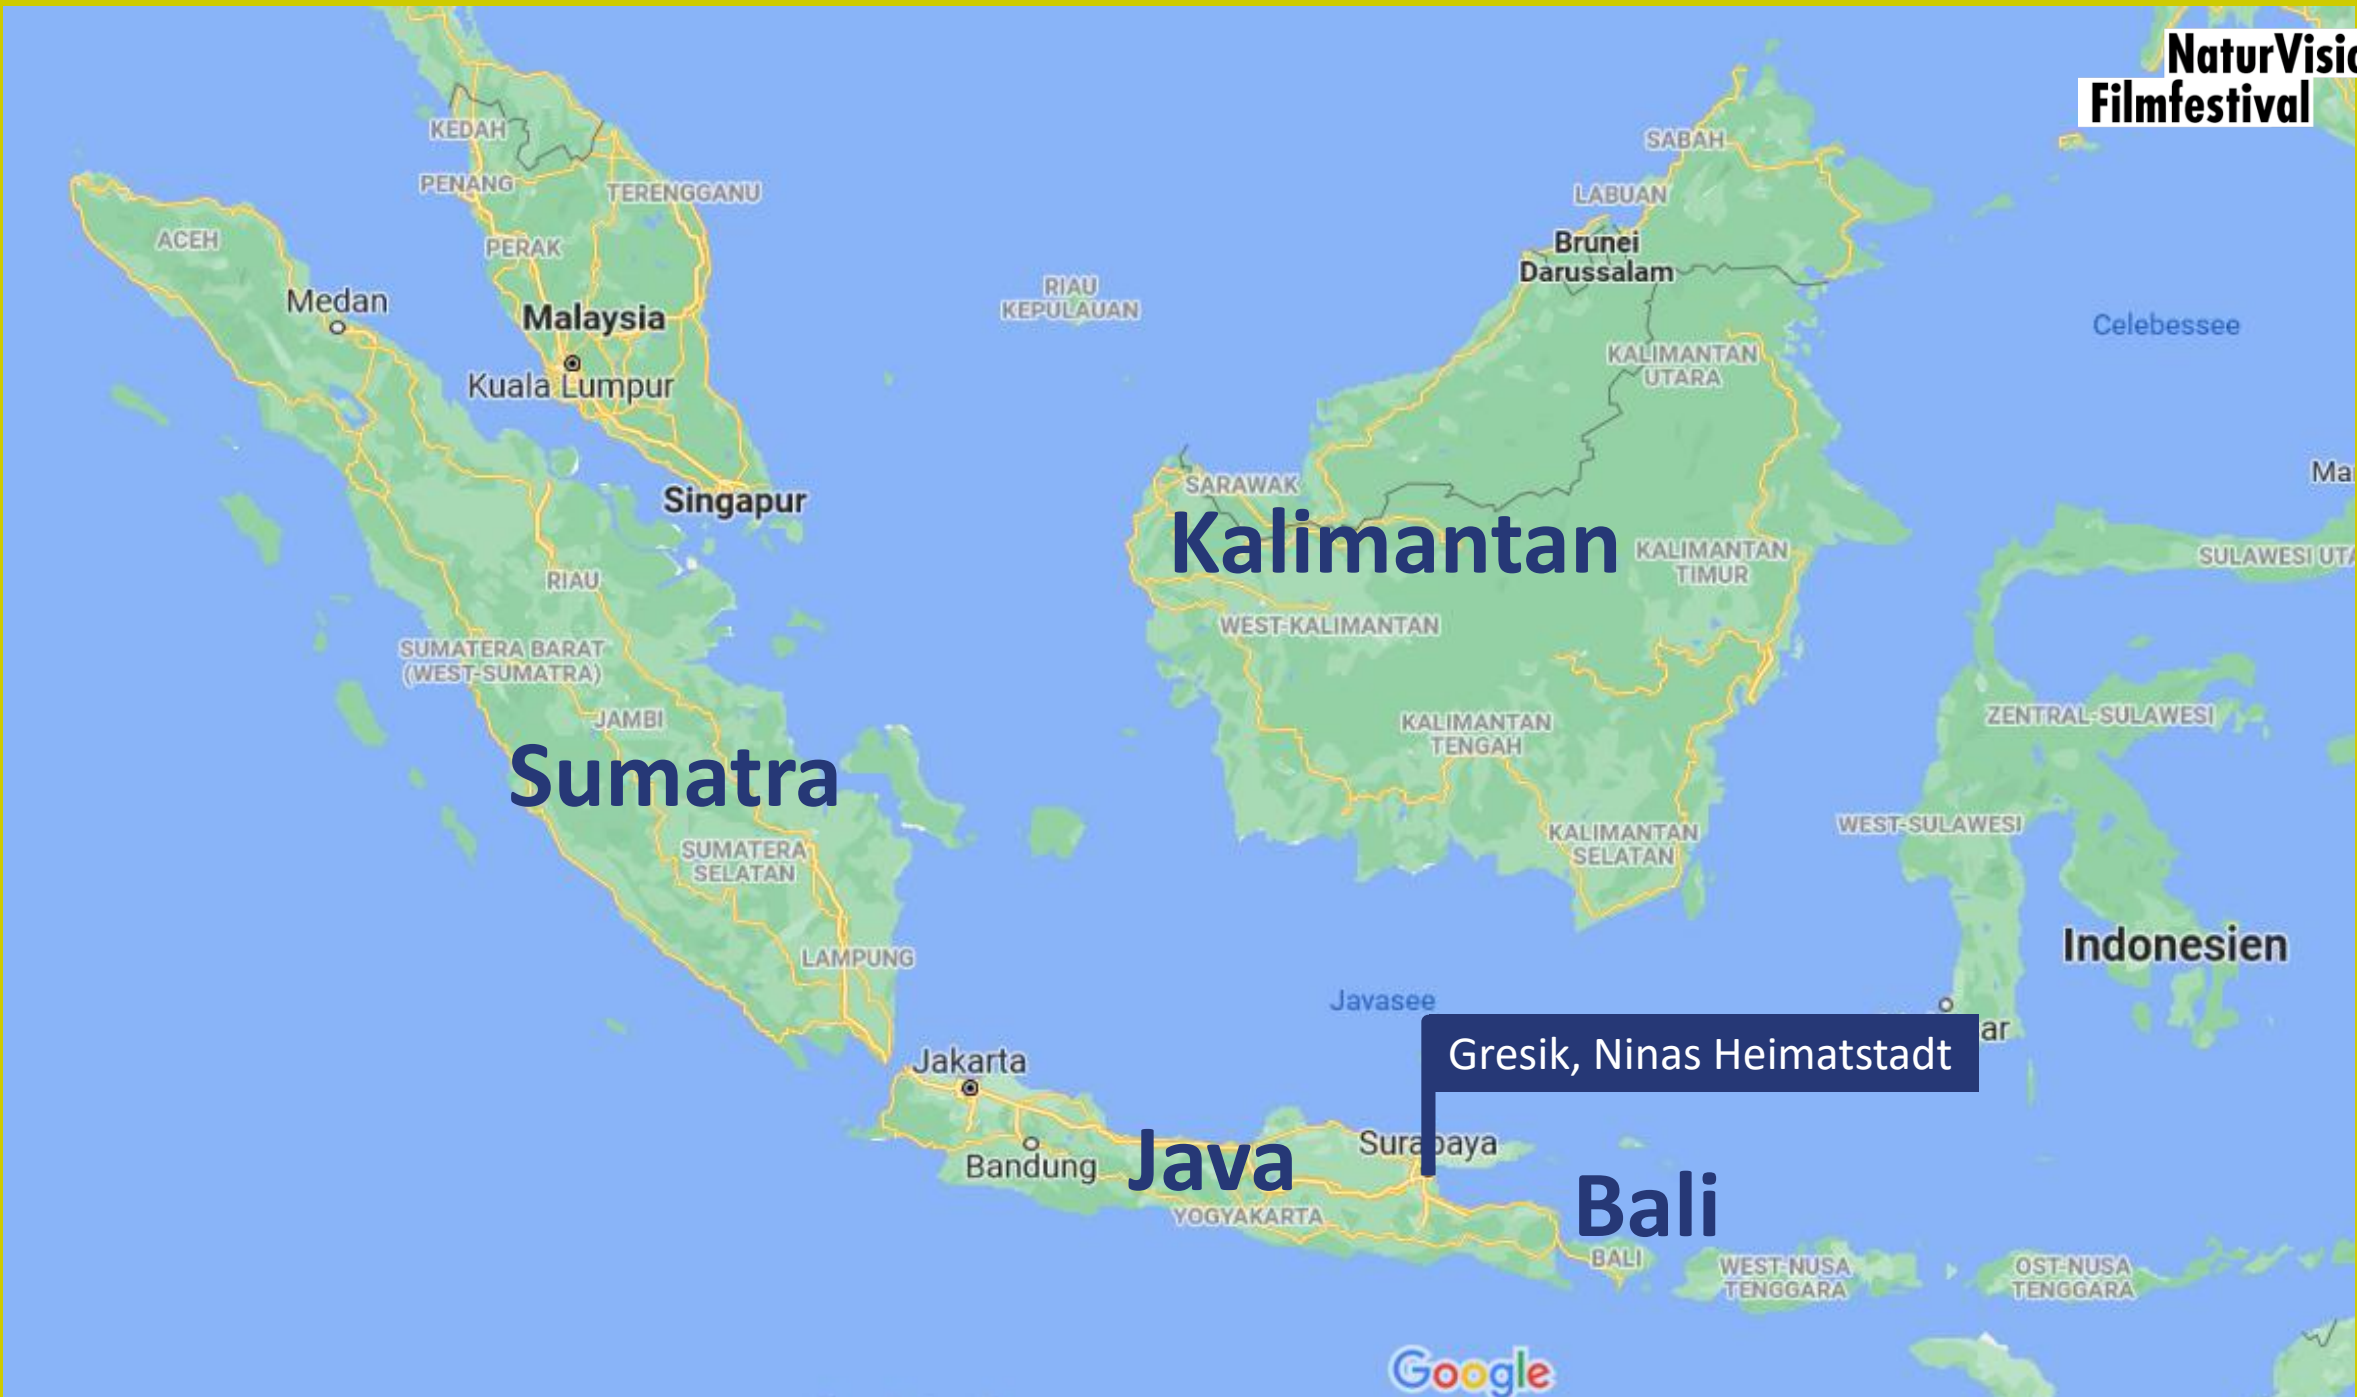 NaturVisio
Filmfestival
KEDAH
SABAH
PENANG
TERENGGANU
LABUAN
ACEH
PERAK
Brunei
Darussalam
RIAU
KEPULAUAN
Medan
Malaysia
Celebessee
KALIMANTAN
UTARA
Kuala Lumpur
Singapur
SARAWAK
Kalimantan
KALIMANTAN
TIMUR
SULAWESI UTA
RIAU
WEST-KALIMANTAN
SUMATERA BARAT
(WEST-SUMATRA)
JAMBI
KALIMANTAN
TENGAH
ZENTRAL-SULAWESI
Sumatra
WEST-SULAWESI
KALIMANTAN
SELATAN
SUMATERA
SELATAN
LAMPUNG
Indonesien
Javasee
ar
Gresik, Ninas Heimatstadt
Jakarta
Surabaya
Bandung
Java
Bali
YOGYAKARTA
BALI
WEST-NUSA
TENGGARA
OST-NUSA
TENGGARA
Google